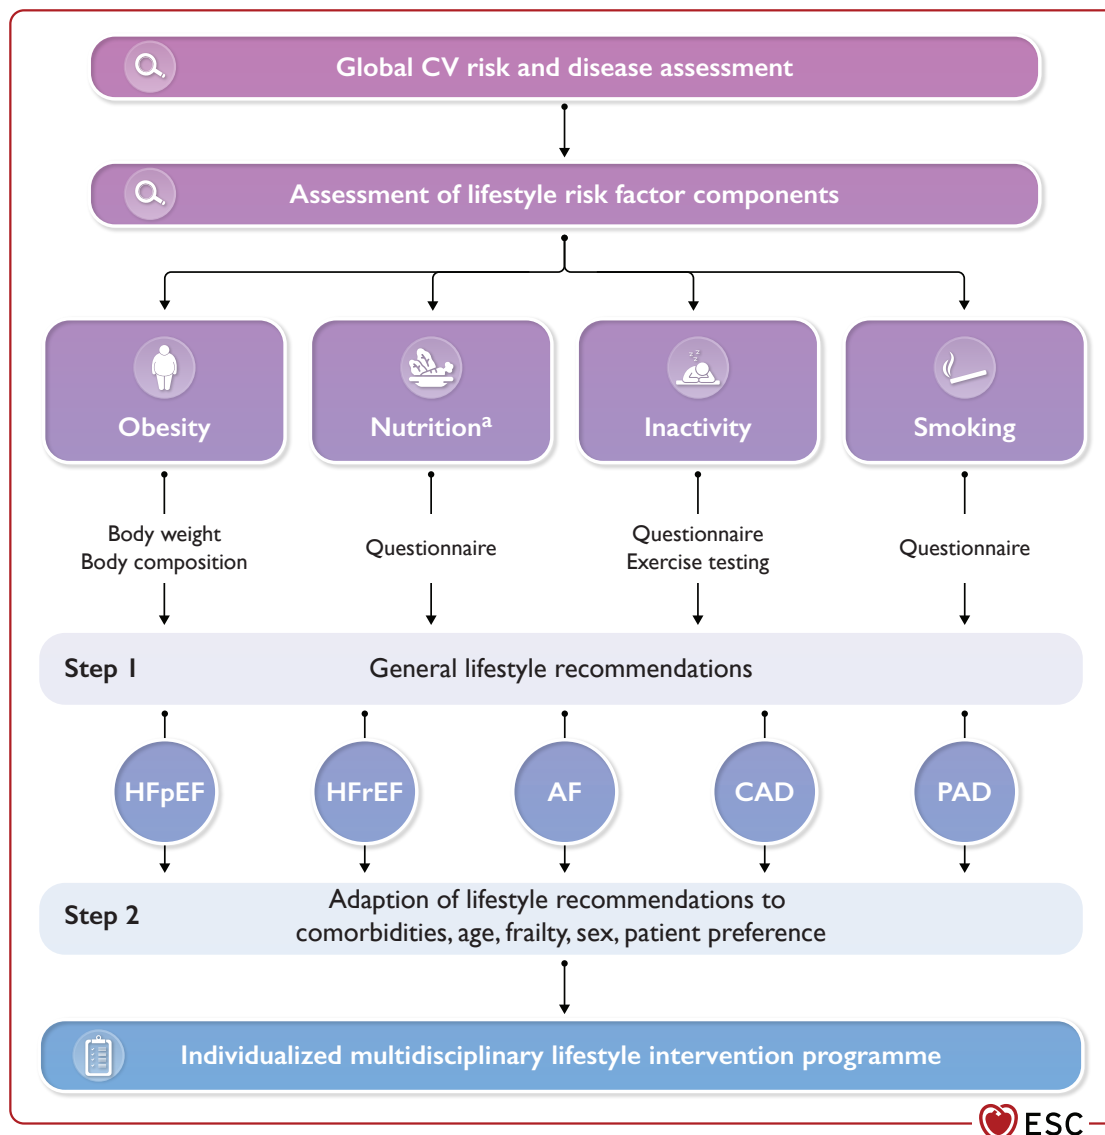 Global CV risk and disease assessment
Assessment of lifestyle risk factor components
z z z
Obesity
Nutritionᵃ
Inactivity
Smoking
Body weight
Body composition
Questionnaire
Questionnaire
Exercise testing
Questionnaire
Step 1
General lifestyle recommendations
HFpEF
HFrEF
AF
CAD
PAD
Step 2
Adaption of lifestyle recommendations to
comorbidities, age, frailty, sex, patient preference
Individualized multidisciplinary lifestyle intervention programme
ESC